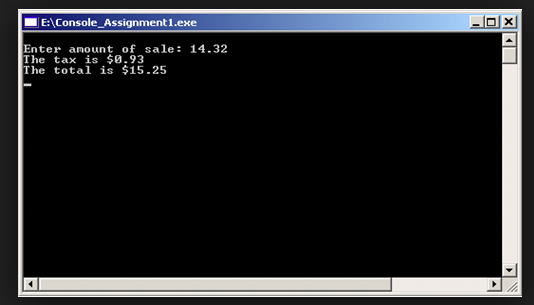 E:\Console_Assignment1.exe
Enter amount of sale: 14.32
The tax is $0.93
The total is $15.25